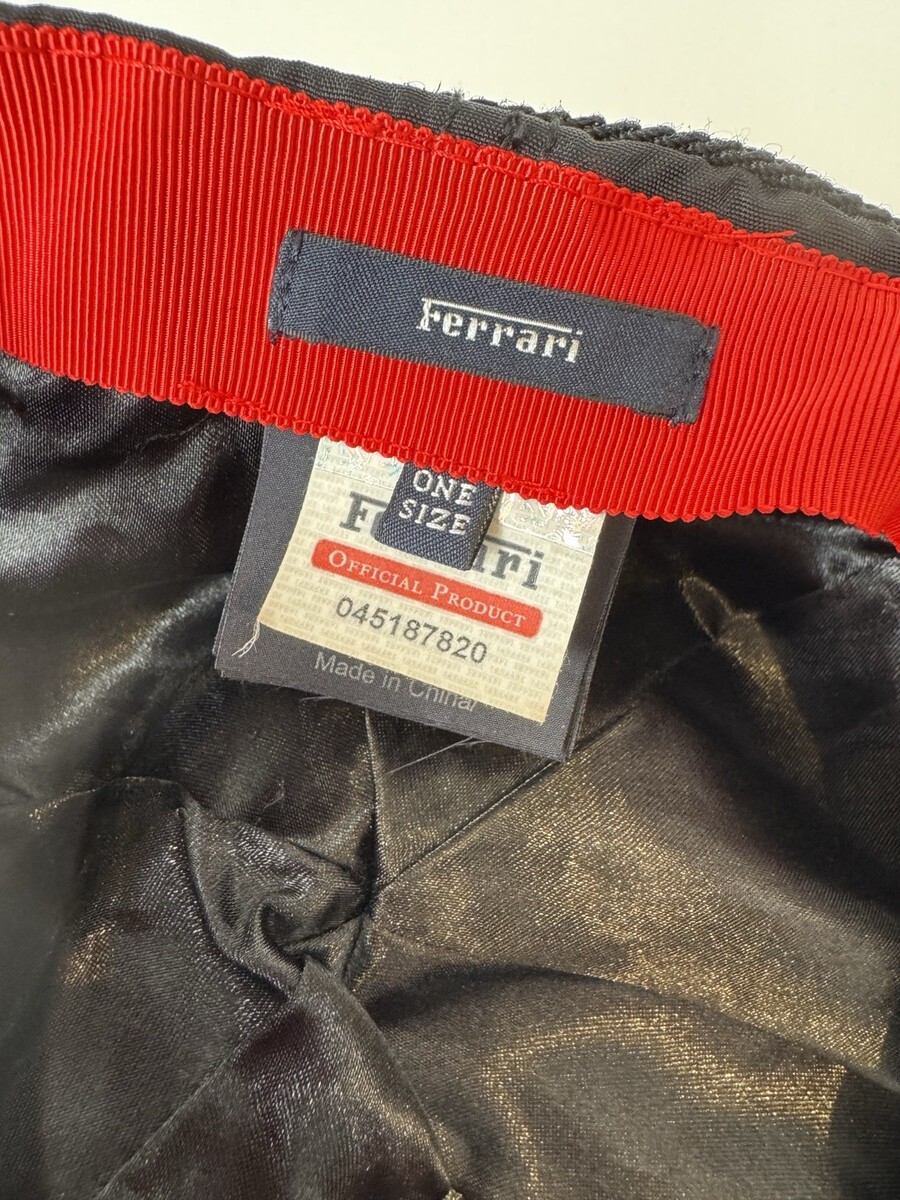 Ferrari
ONE
SIZE
OFFICIAL PRODUCT
045187820
Made in China